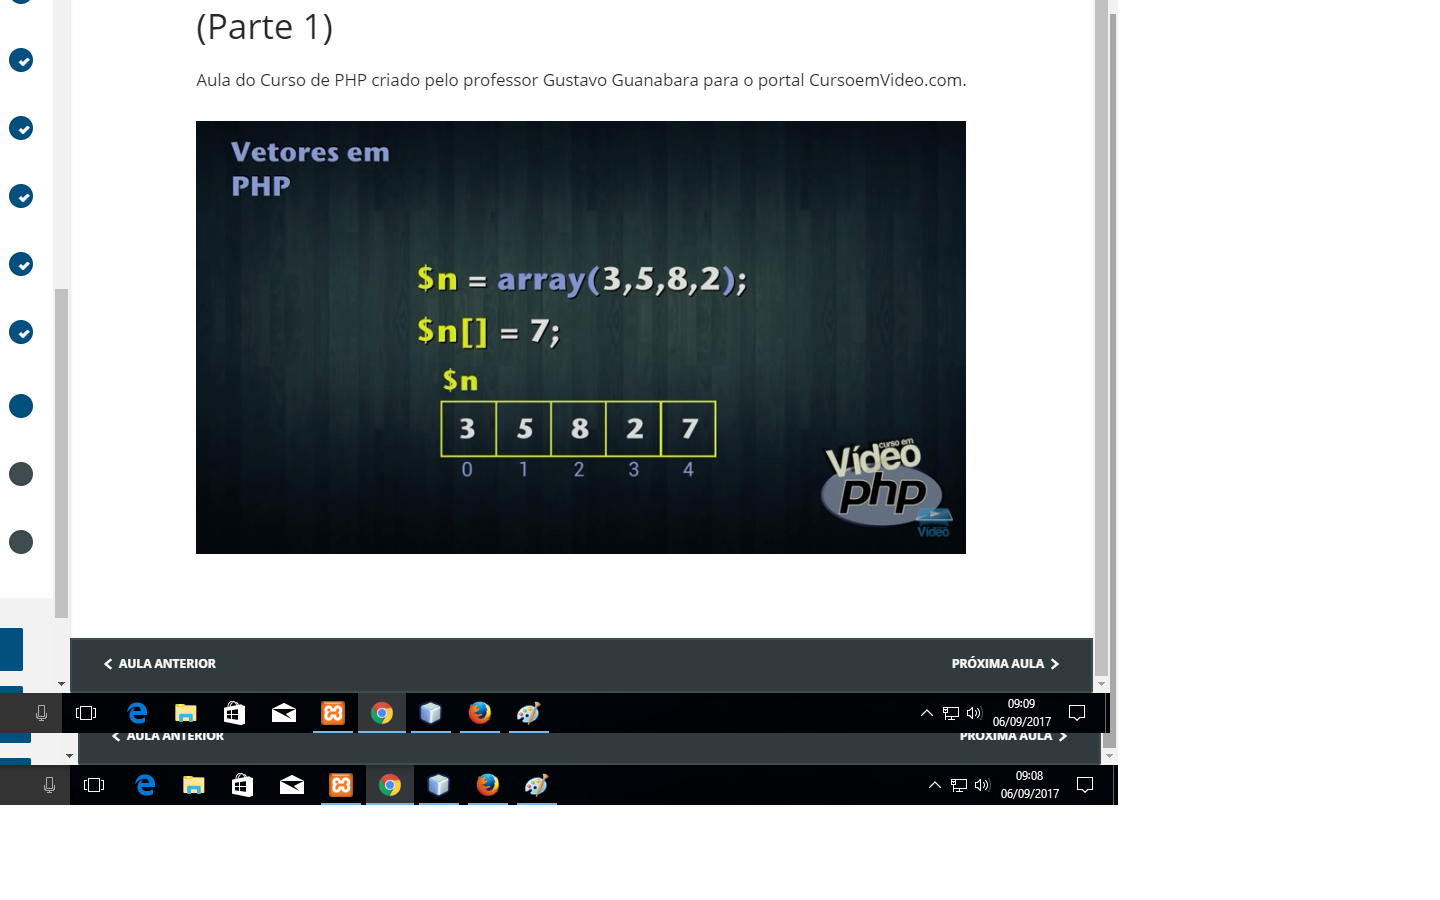 (Parte 1)
Aula do Curso de PHP criado pelo professor Gustavo Guanabara para o portal CursoemVideo.com.
Vetores em
PHP
$n = array(3,5,8,2);
$n[] = 7;
$n
3 5 8 2 7
0 1 2 3 4
curso em
Vídeo
php
Vídeo
AULA ANTERIOR PRÓXIMA AULA
09:09
06/09/2017
AULA ANTERIOR PRÓXIMA AULA
09:08
06/09/2017